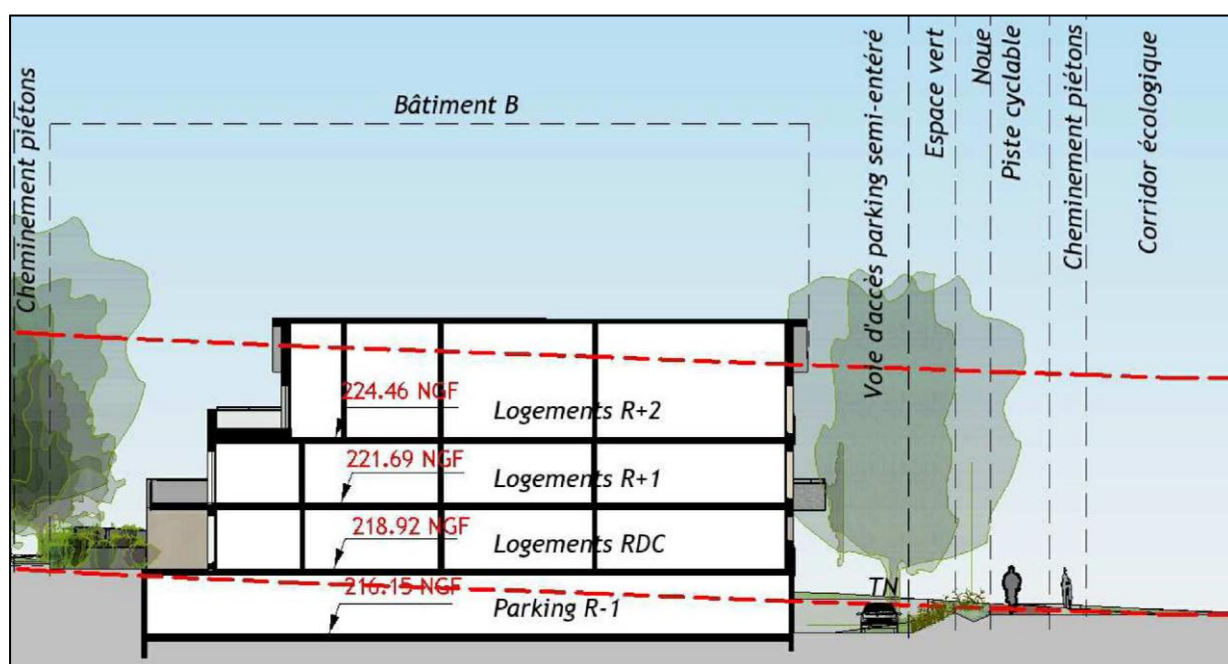 Cheminement piétons
Bâtiment B
Voie d'accès parking semi-entéré
Espace vert
Noue
Piste cyclable
Cheminement piétons
Corridor écologique
224.46 NGF
Logements R+2
221.69 NGF
Logements R+1
218.92 NGF
Logements RDC
216.15 NGF
Parking R-1
TN